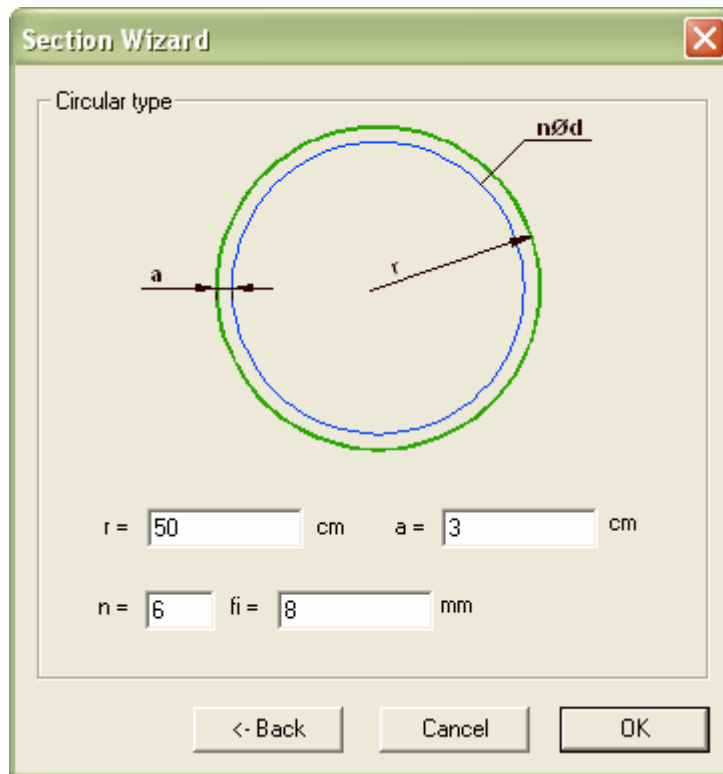 Section Wizard
Circular type
nØd
a
r
r = 50 cm a = 3 cm
n = 6 fi = 8 mm
<- Back Cancel OK